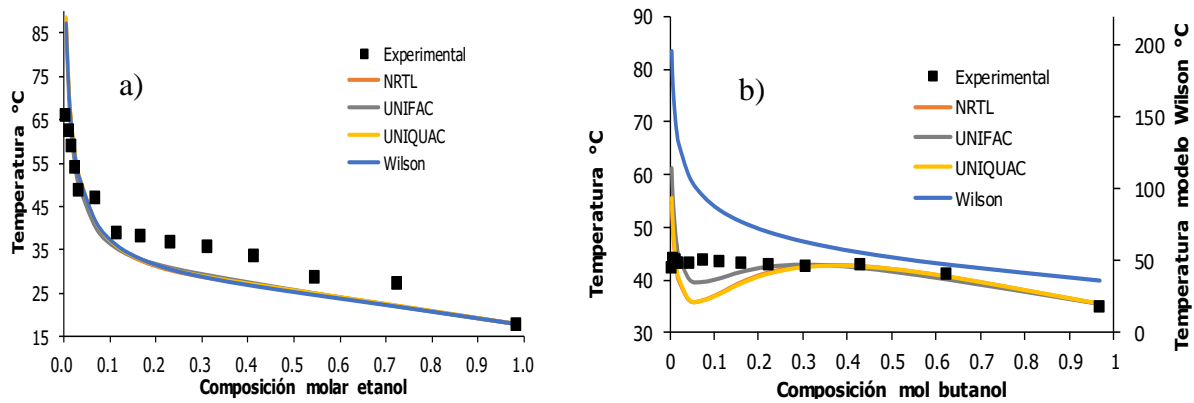 a)
Temperatura °C
85
75
65
55
45
35
25
15
0.0 0.1 0.2 0.3 0.4 0.5 0.6 0.7 0.8 0.9 1.0
Composición molar etanol
Experimental
NRTL
UNIFAC
UNIQUAC
Wilson
b)
Temperatura °C
90
80
70
60
50
40
30
0 0.1 0.2 0.3 0.4 0.5 0.6 0.7 0.8 0.9 1
Composición mol butanol
Experimental
NRTL
UNIFAC
UNIQUAC
Wilson
200
150
100
50
0
Temperatura modelo Wilson °C